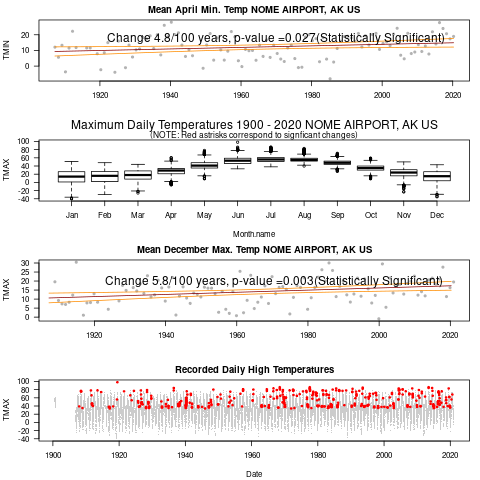 Mean April Min. Temp NOME AIRPORT, AK US
Change 4.8/100 years, p-value =0.027(Statistically Significant)
TMIN
20
10
0
1920 1940 1960 1980 2000 2020
Maximum Daily Temperatures 1900 - 2020 NOME AIRPORT, AK US
(NOTE: Red astrisks correspond to signficant changes)
TMAX
100
80
60
40
20
0
-40
Jan Feb Mar Apr May Jun Jul Aug Sep Oct Nov Dec
Month.name
Mean December Max. Temp NOME AIRPORT, AK US
Change 5.8/100 years, p-value =0.003(Statistically Significant)
TMAX
30
25
20
15
10
5
0
1920 1940 1960 1980 2000 2020
Recorded Daily High Temperatures
TMAX
100
80
60
40
20
0
-40
1900 1920 1940 1960 1980 2000 2020
Date